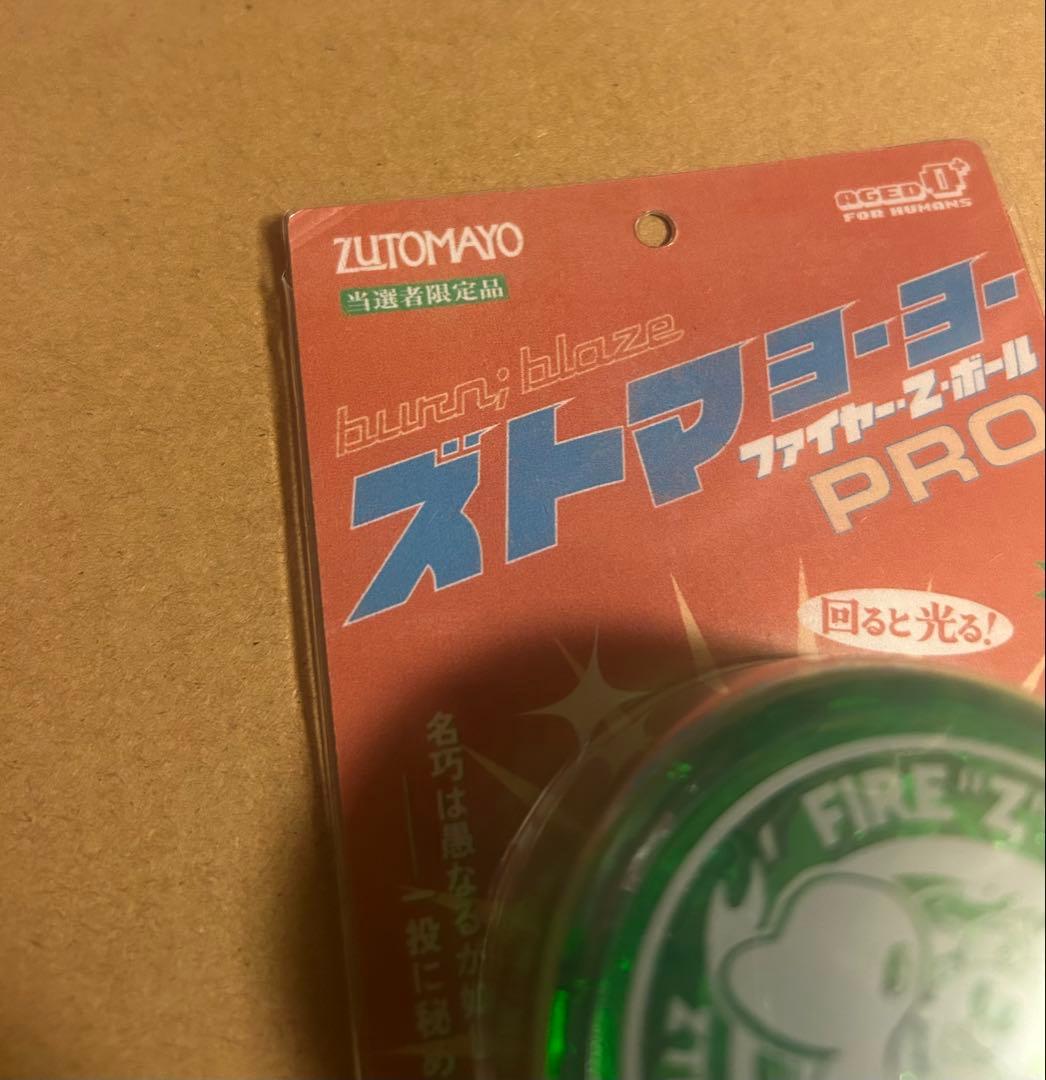 ZUTOMAYO
AGED 0+
FOR HUMANS
当選者限定品
burn; blaze
ズトマヨーヨー
ファイヤー・Z・ボール
PRO
回ると光る!
名巧は愚なるが如
一投に秘め
FIRE "Z"